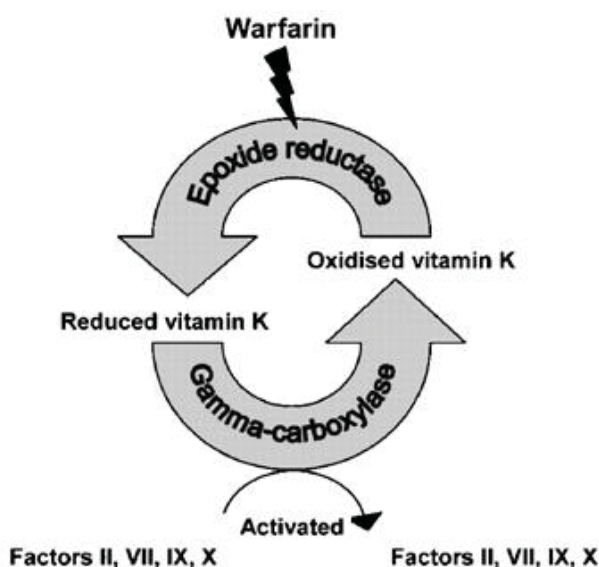 Warfarin
Epoxide reductase
Oxidised vitamin K
Reduced vitamin K
Gamma-carboxylase
Activated
Factors II, VII, IX, X
Factors II, VII, IX, X